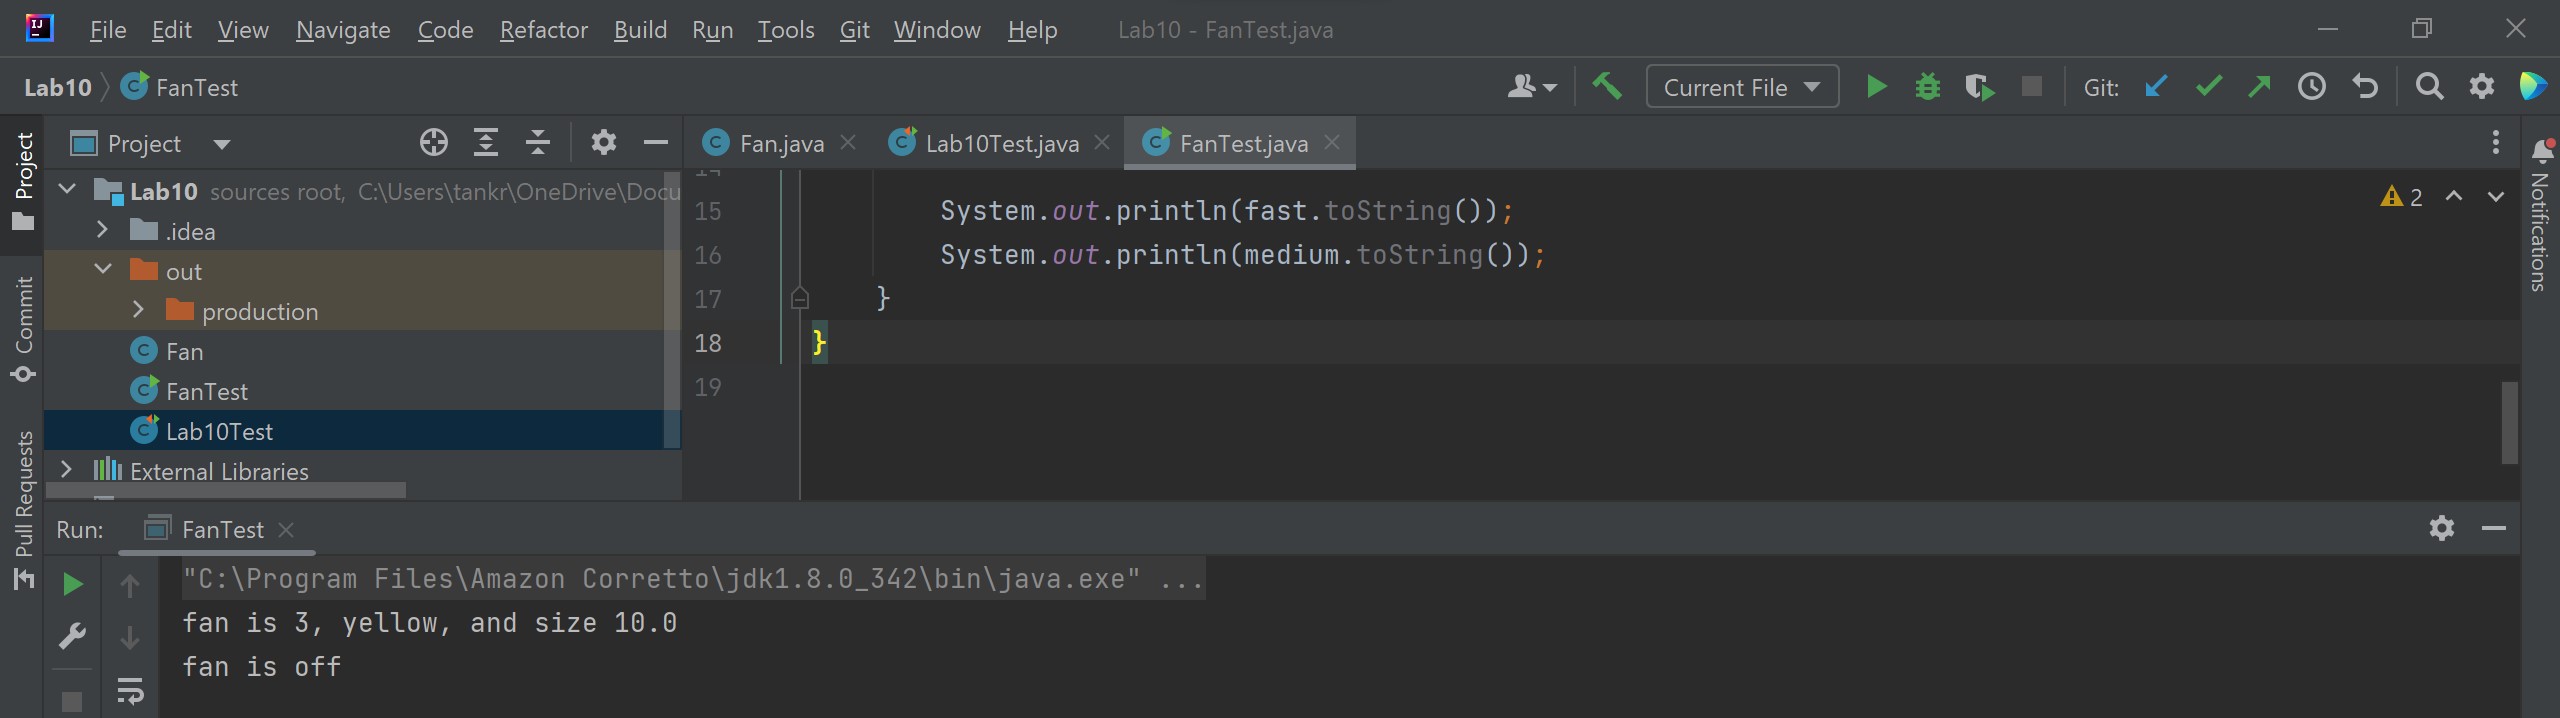 File Edit View Navigate Code Refactor Build Run Tools Git Window Help Lab10 - FanTest.java
Lab10 FanTest Current File Git:
Project
Project
Fan.java Lab10Test.java FanTest.java
Lab10 sources root, C:\Users\tankr\OneDrive\Docu
.idea
out
production
Fan
FanTest
Lab10Test
External Libraries
Commit
Pull Requests
15 System.out.println(fast.toString());
16 System.out.println(medium.toString());
17 }
18 }
19
2
Notifications
Run: FanTest
"C:\Program Files\Amazon Corretto\jdk1.8.0_342\bin\java.exe" ...
fan is 3, yellow, and size 10.0
fan is off